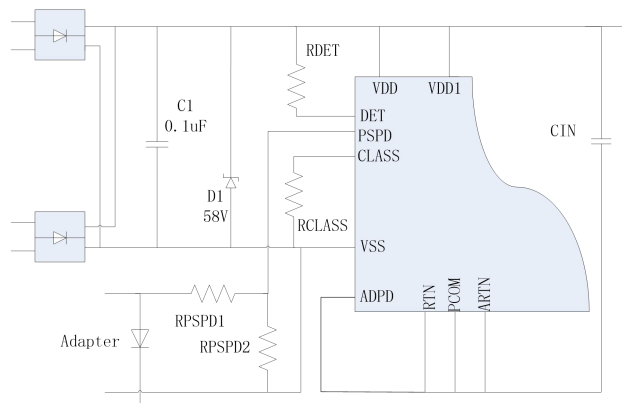 RDET
VDD
VDD1
C1
0.1uF
DET
PSPD
CLASS
CIN
D1
58V
RCLASS
VSS
ADPD
RTN
PCOM
ARTN
RPSPD1
Adapter
RPSPD2